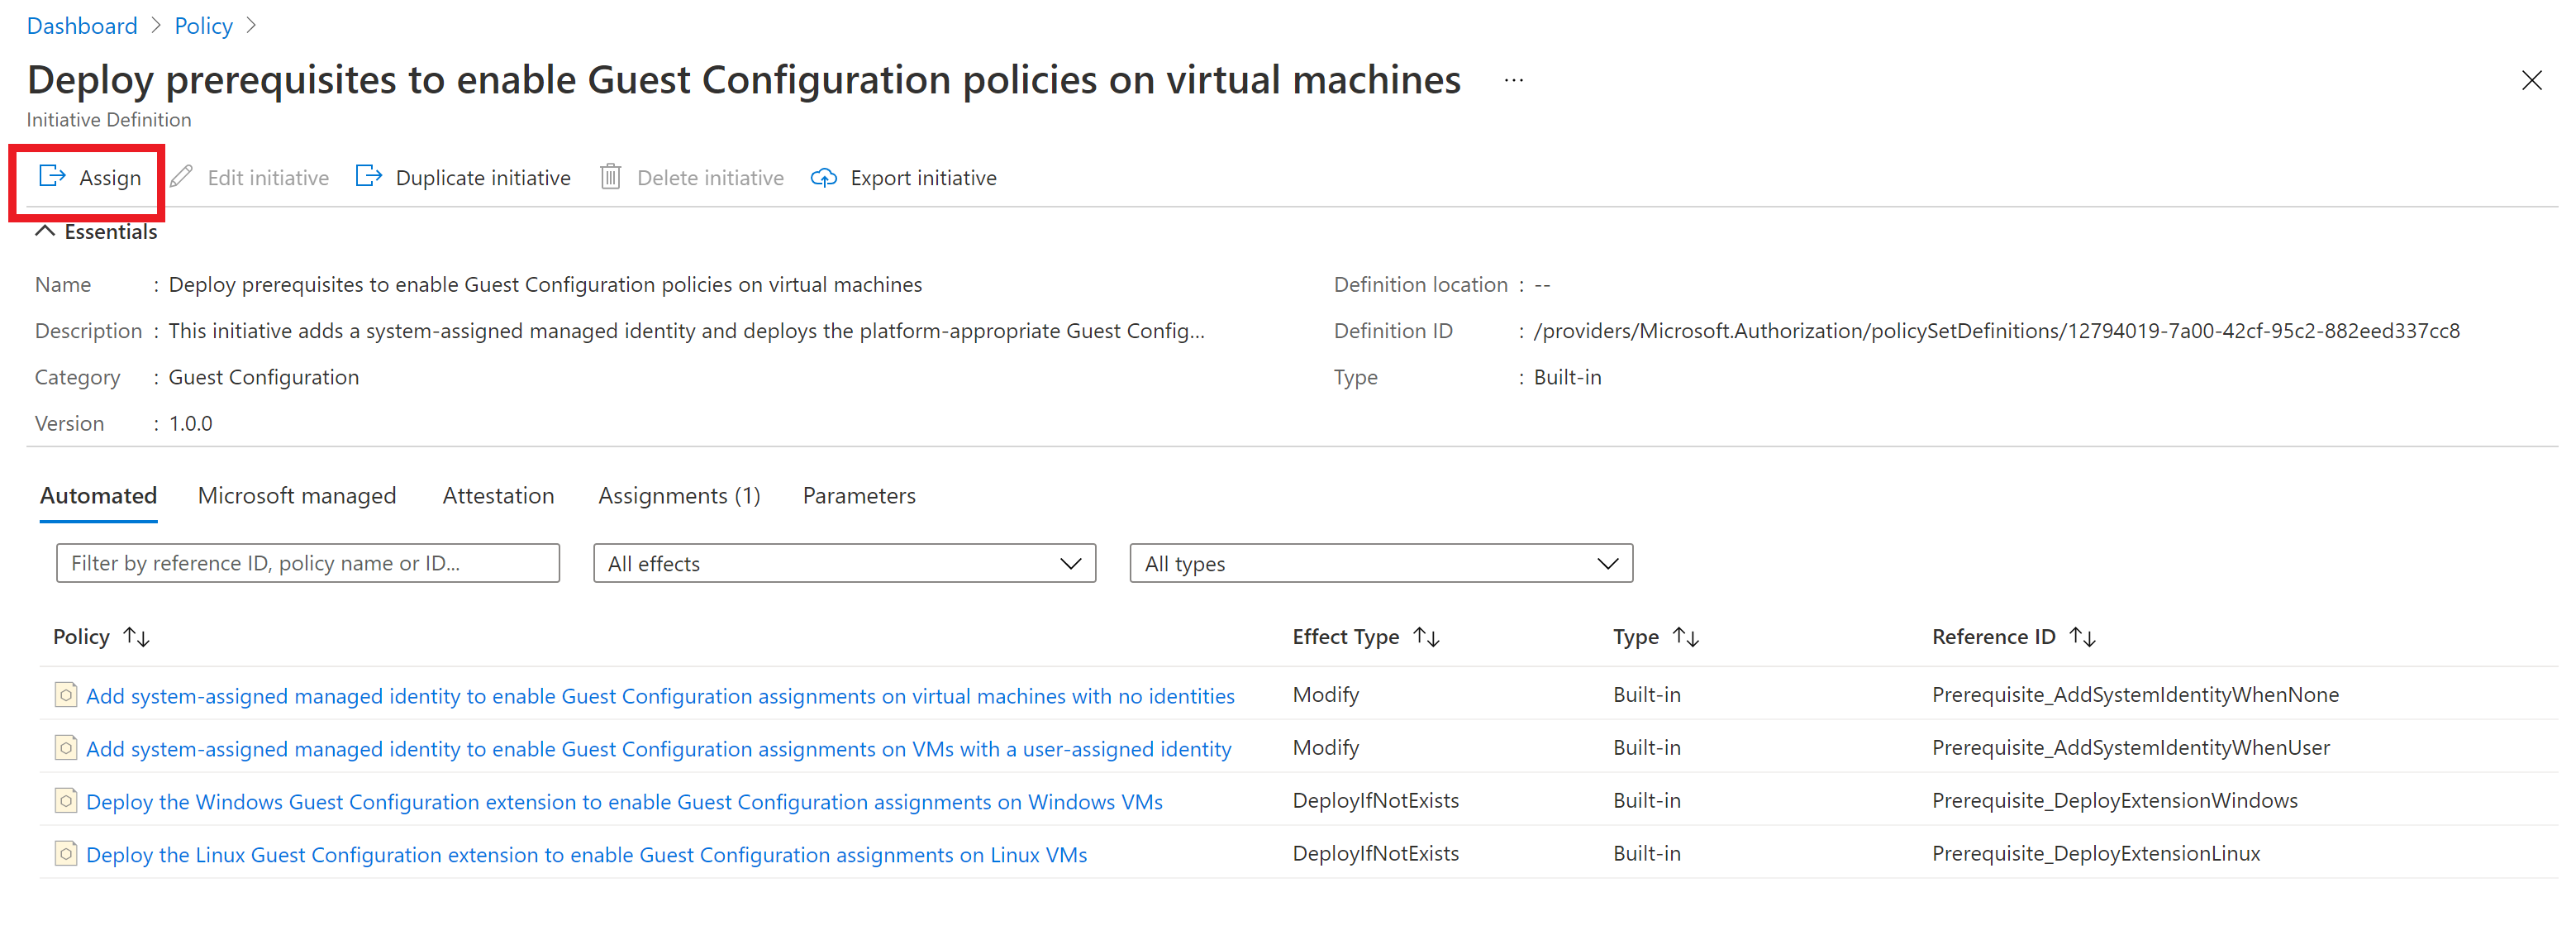 Dashboard > Policy >
Deploy prerequisites to enable Guest Configuration policies on virtual machines ...
Initiative Definition
Assign Edit initiative Duplicate initiative Delete initiative Export initiative
Essentials
Name : Deploy prerequisites to enable Guest Configuration policies on virtual machines Definition location : --
Description : This initiative adds a system-assigned managed identity and deploys the platform-appropriate Guest Config... Definition ID : /providers/Microsoft.Authorization/policySetDefinitions/12794019-7a00-42cf-95c2-882eed337cc8
Category : Guest Configuration Type : Built-in
Version : 1.0.0
Automated Microsoft managed Attestation Assignments (1) Parameters
Filter by reference ID, policy name or ID... All effects All types
Policy ↑↓ Effect Type ↑↓ Type ↑↓ Reference ID ↑↓
Add system-assigned managed identity to enable Guest Configuration assignments on virtual machines with no identities Modify Built-in Prerequisite_AddSystemIdentityWhenNone
Add system-assigned managed identity to enable Guest Configuration assignments on VMs with a user-assigned identity Modify Built-in Prerequisite_AddSystemIdentityWhenUser
Deploy the Windows Guest Configuration extension to enable Guest Configuration assignments on Windows VMs DeployIfNotExists Built-in Prerequisite_DeployExtensionWindows
Deploy the Linux Guest Configuration extension to enable Guest Configuration assignments on Linux VMs DeployIfNotExists Built-in Prerequisite_DeployExtensionLinux